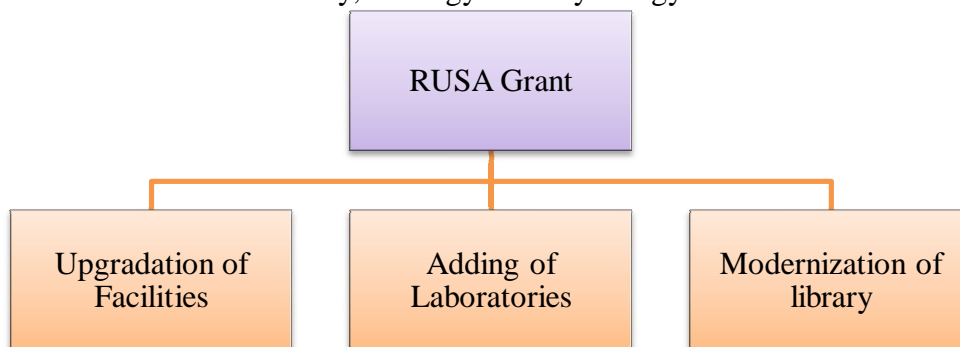 RUSA Grant
Upgradation of
Facilities
Adding of
Laboratories
Modernization of
library